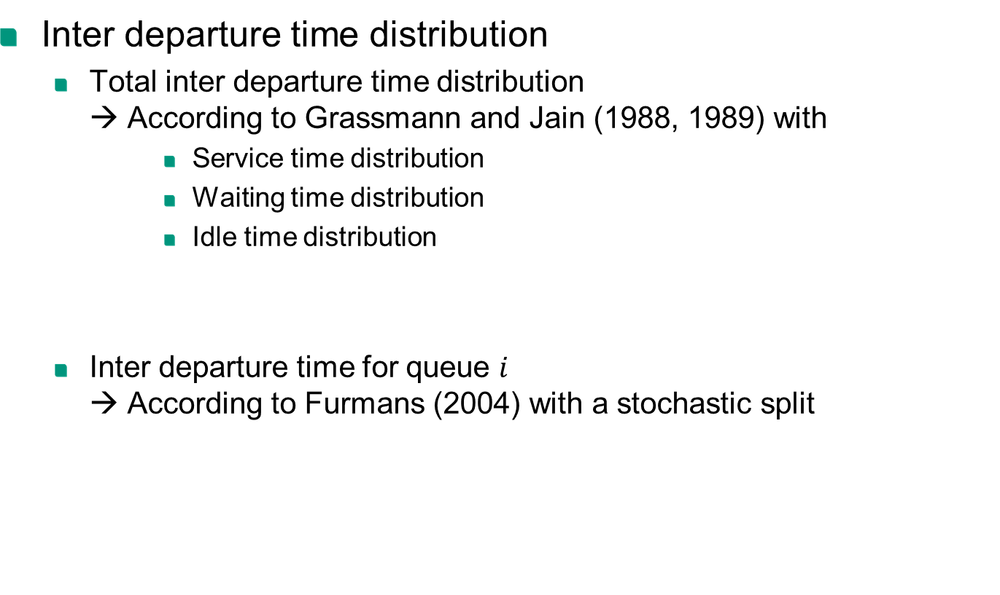 Inter departure time distribution
Total inter departure time distribution
→ According to Grassmann and Jain (1988, 1989) with
Service time distribution
Waiting time distribution
Idle time distribution
Inter departure time for queue i
→ According to Furmans (2004) with a stochastic split